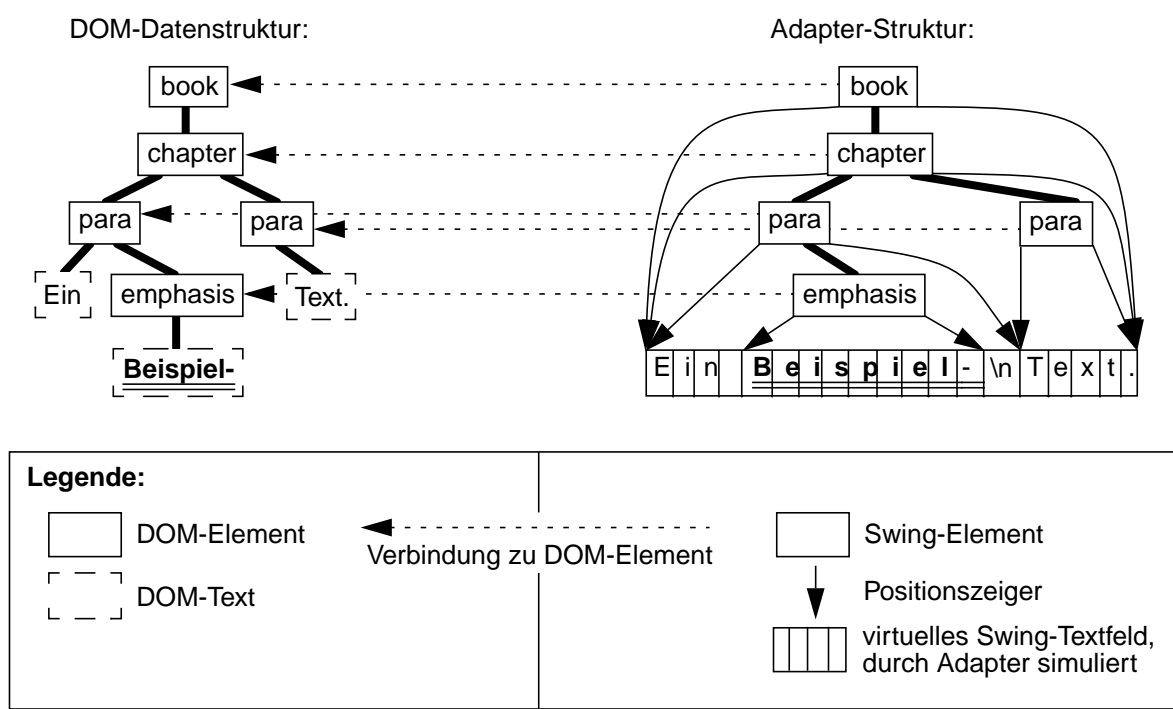 DOM-Datenstruktur:
Adapter-Struktur:
book
book
chapter
chapter
para
para
para
para
Ein
emphasis
Text.
emphasis
Beispiel-
E i n B e i s p i e l - \n T e x t .
Legende:
DOM-Element
Verbindung zu DOM-Element
Swing-Element
DOM-Text
Positionszeiger
virtuelles Swing-Textfeld,
durch Adapter simuliert